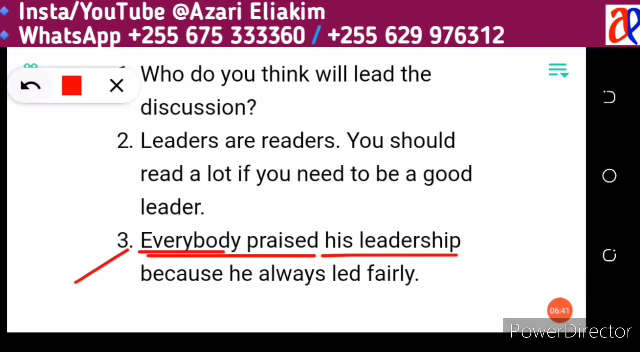 Insta/YouTube @Azari Eliakim
WhatsApp +255 675 333360 / +255 629 976312
Who do you think will lead the
discussion?
2. Leaders are readers. You should
read a lot if you need to be a good
leader.
3. Everybody praised his leadership
because he always led fairly.
06:41
PowerDirector